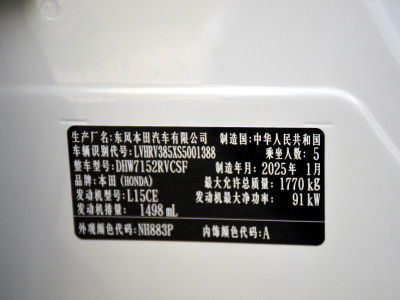 生产厂名:东风本田汽车有限公司 制造国:中华人民共和国
车辆识别代号:LVHRV385XS5001388 乘坐人数:5
整车型号:DHW7152RVCSF 制造年月:2025年 1月
品牌:本田 (HONDA) 最大允许总质量:1770 kg
发动机型号:L15CE 发动机最大净功率:91 kW
发动机排量:1498 mL
外观颜色代码:NH883P 内饰颜色代码:A